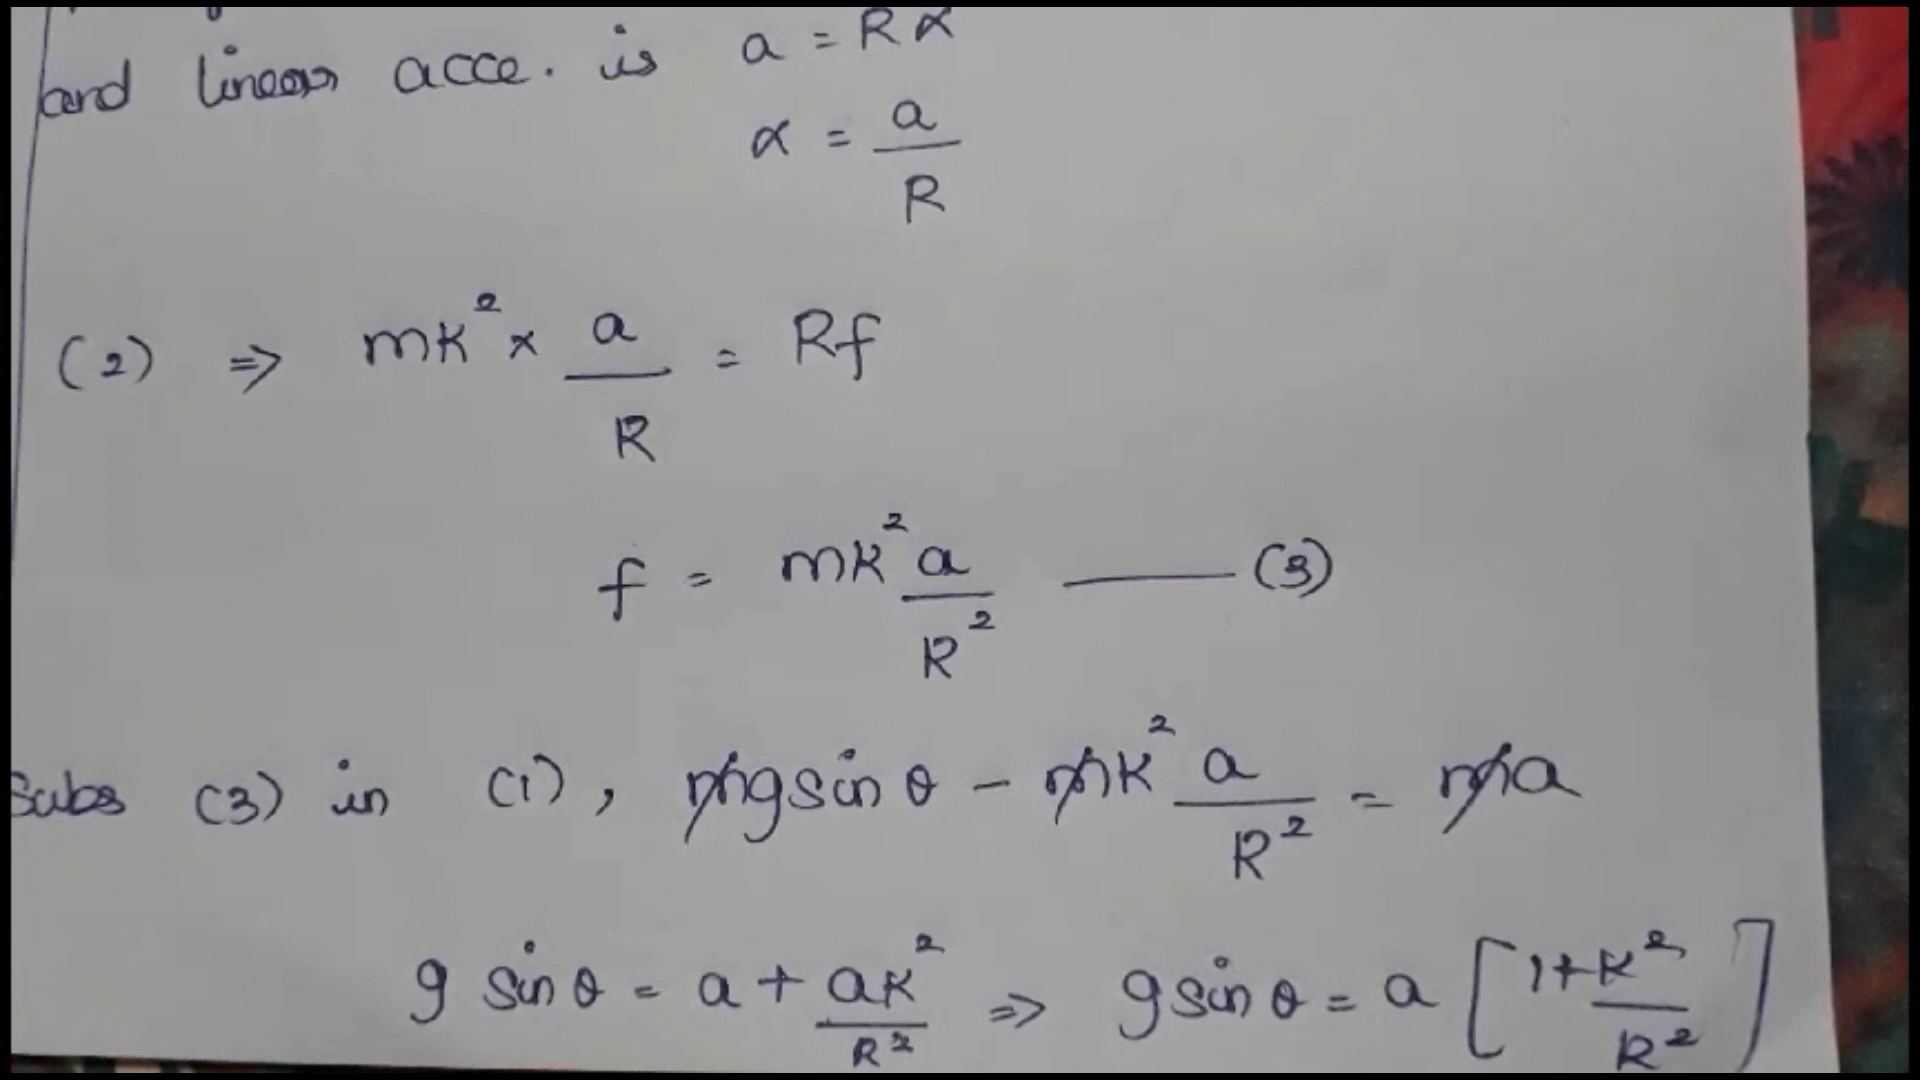 and linear acce. is a = Rα
α = a/R
(2) ⇒ mK² × a/R = Rf
f = mK² a/R² —— (3)
Subs (3) in (1), mg sin θ - mK² a/R² = ma
g sin θ = a + aK²/R² ⇒ g sin θ = a [1+K²/R²]